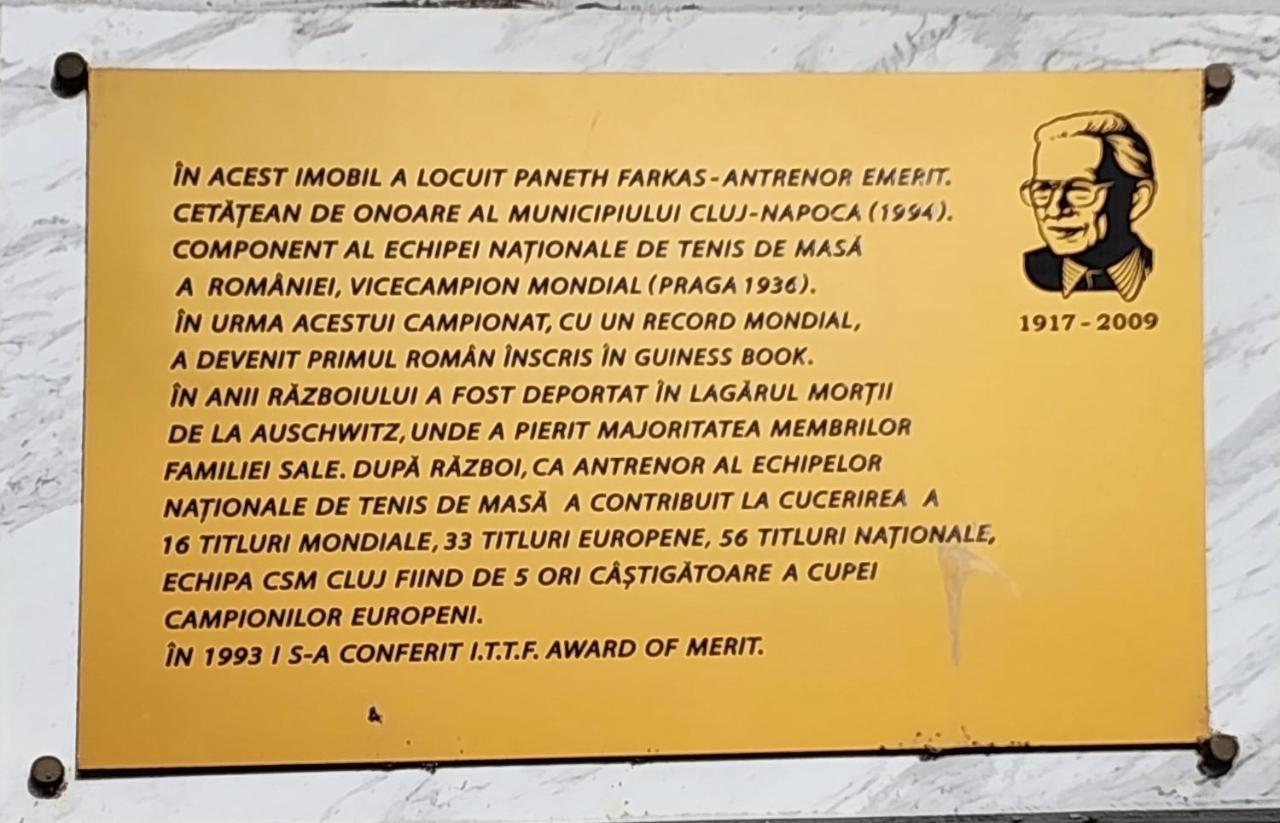 ÎN ACEST IMOBIL A LOCUIT PANETH FARKAS-ANTRENOR EMERIT.
CETĂȚEAN DE ONOARE AL MUNICIPIULUI CLUJ-NAPOCA (1994).
COMPONENT AL ECHIPEI NAȚIONALE DE TENIS DE MASĂ
A ROMÂNIEI, VICECAMPION MONDIAL (PRAGA 1936).
ÎN URMA ACESTUI CAMPIONAT, CU UN RECORD MONDIAL,
A DEVENIT PRIMUL ROMÂN ÎNSCRIS ÎN GUINESS BOOK.
ÎN ANII RĂZBOIULUI A FOST DEPORTAT ÎN LAGĂRUL MORȚII
DE LA AUSCHWITZ, UNDE A PIERIT MAJORITATEA MEMBRILOR
FAMILIEI SALE. DUPĂ RĂZBOI, CA ANTRENOR AL ECHIPELOR
NAȚIONALE DE TENIS DE MASĂ A CONTRIBUIT LA CUCERIREA A
16 TITLURI MONDIALE, 33 TITLURI EUROPENE, 56 TITLURI NAȚIONALE,
ECHIPA CSM CLUJ FIIND DE 5 ORI CÂȘTIGĂTOARE A CUPEI
CAMPIONILOR EUROPENI.
ÎN 1993 I S-A CONFERIT I.T.T.F. AWARD OF MERIT.
1917-2009